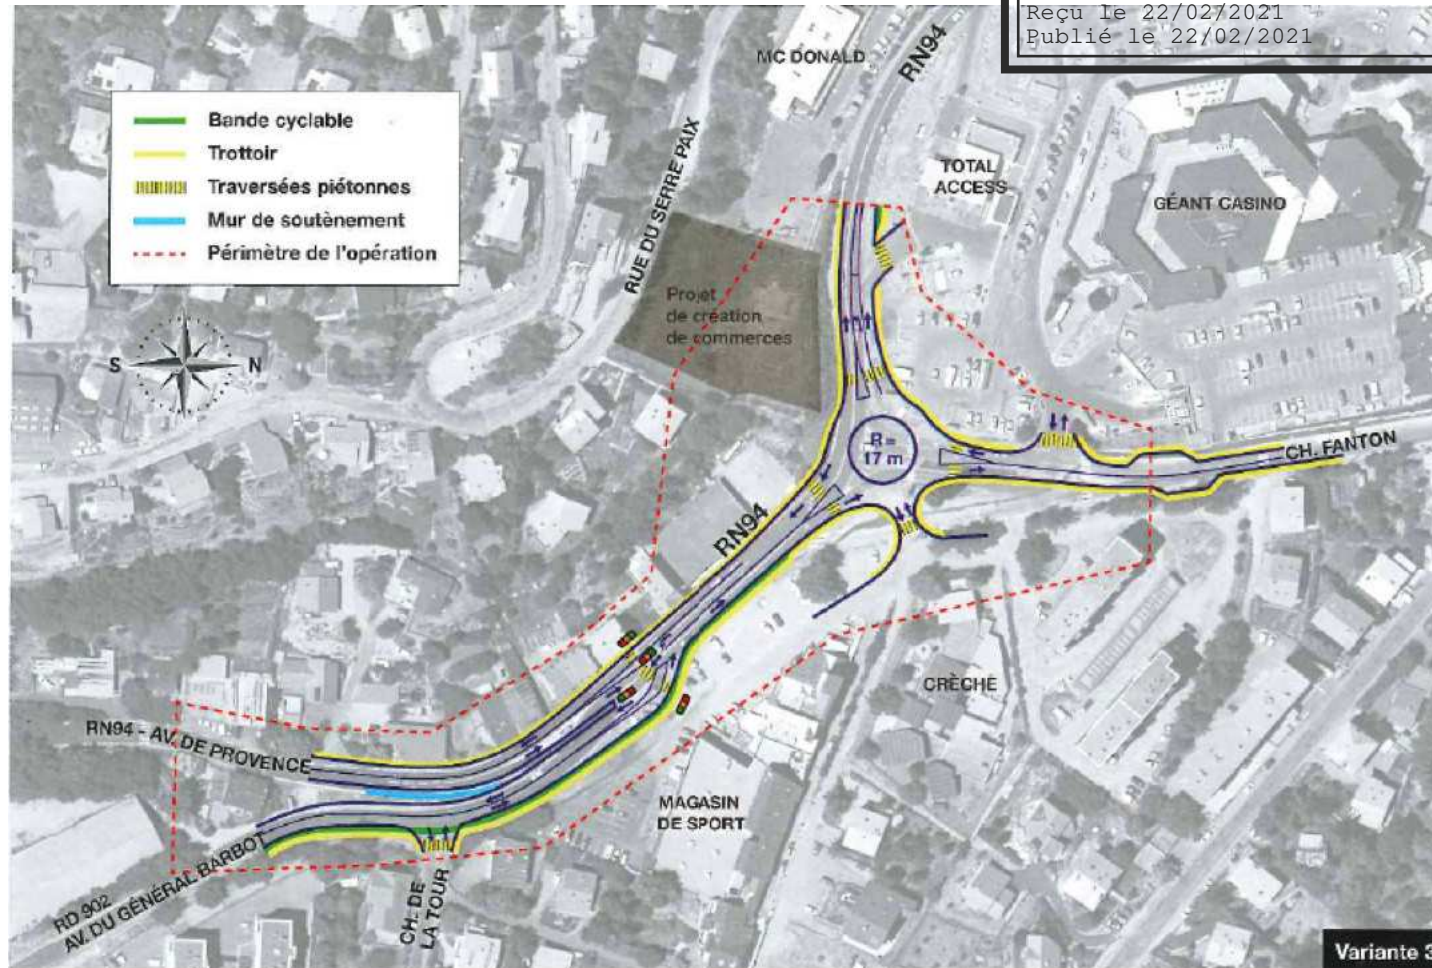 Reçu le 22/02/2021
Publié le 22/02/2021
MC DONALD
RN94
Bande cyclable
Trottoir
Traversées piétonnes
Mur de soutènement
Périmètre de l'opération
RUE DU SERRE PAIX
TOTAL
ACCESS
GÉANT CASINO
Projet
de création
de commerces
S
N
R =
17 m
CH. FANTON
RN94
CRÈCHE
RN94 - AV. DE PROVENCE
MAGASIN
DE SPORT
RD 902
AV. DU GÉNÉRAL BARBOT
CH. DE
LA TOUR
Variante 3